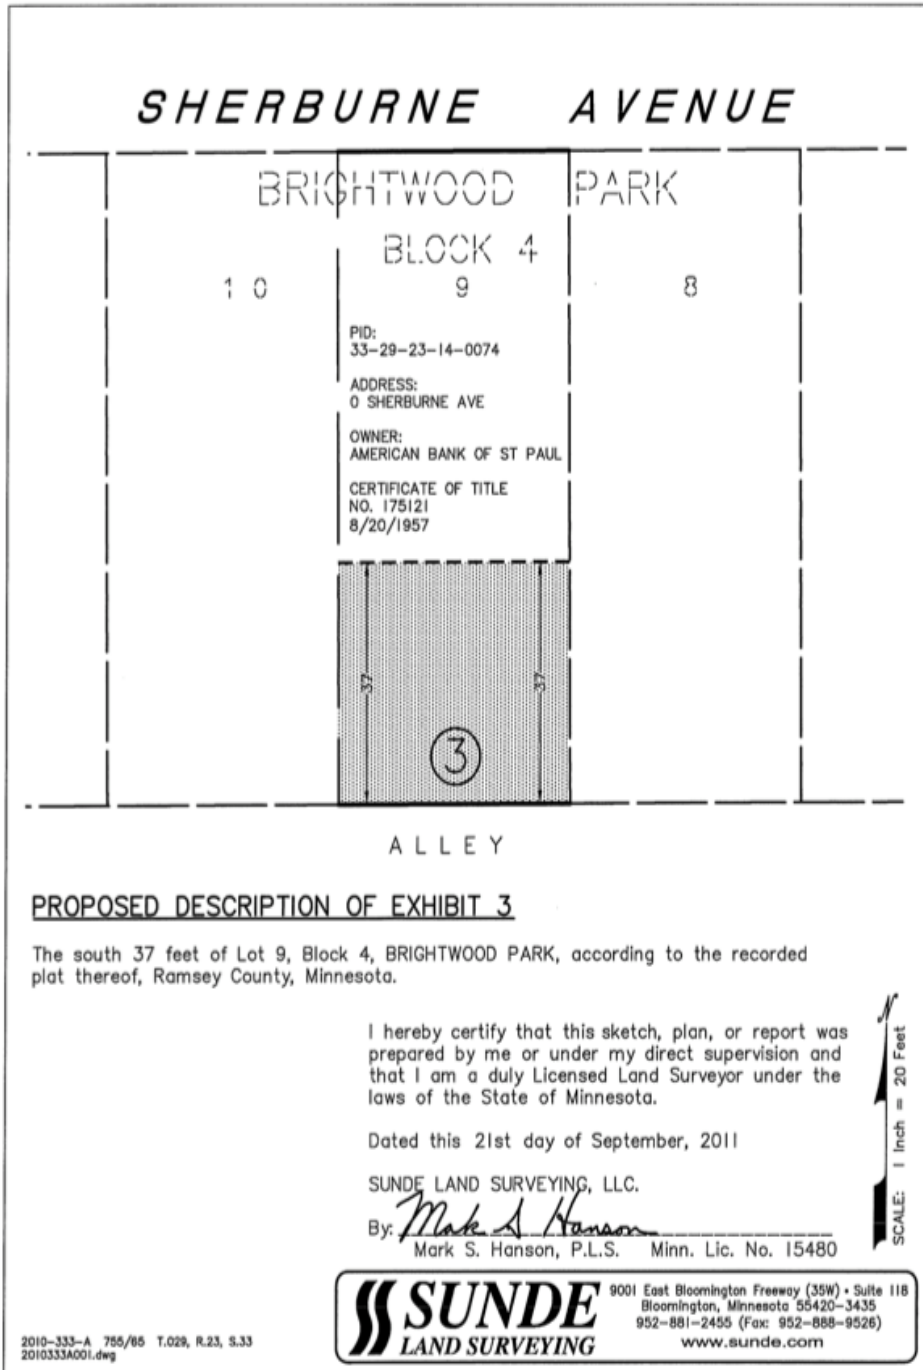 SHERBURNE AVENUE
BRIGHTWOOD PARK
BLOCK 4
10 9 8
PID:
33-29-23-14-0074
ADDRESS:
0 SHERBURNE AVE
OWNER:
AMERICAN BANK OF ST PAUL
CERTIFICATE OF TITLE
NO. 175121
8/20/1957
37 37
3
ALLEY
PROPOSED DESCRIPTION OF EXHIBIT 3
The south 37 feet of Lot 9, Block 4, BRIGHTWOOD PARK, according to the recorded
plat thereof, Ramsey County, Minnesota.
I hereby certify that this sketch, plan, or report was
prepared by me or under my direct supervision and
that I am a duly Licensed Land Surveyor under the
laws of the State of Minnesota.
Dated this 21st day of September, 2011
SUNDE LAND SURVEYING, LLC.
By: Mark S Hanson
Mark S. Hanson, P.L.S. Minn. Lic. No. 15480
N
SCALE: 1 Inch = 20 Feet
SUNDE
LAND SURVEYING
9001 East Bloomington Freeway (35W) • Suite 118
Bloomington, Minnesota 55420-3435
952-881-2455 (Fax: 952-888-9526)
www.sunde.com
2010-333-A 755/65 T.029, R.23, S.33
2010333A001.dwg